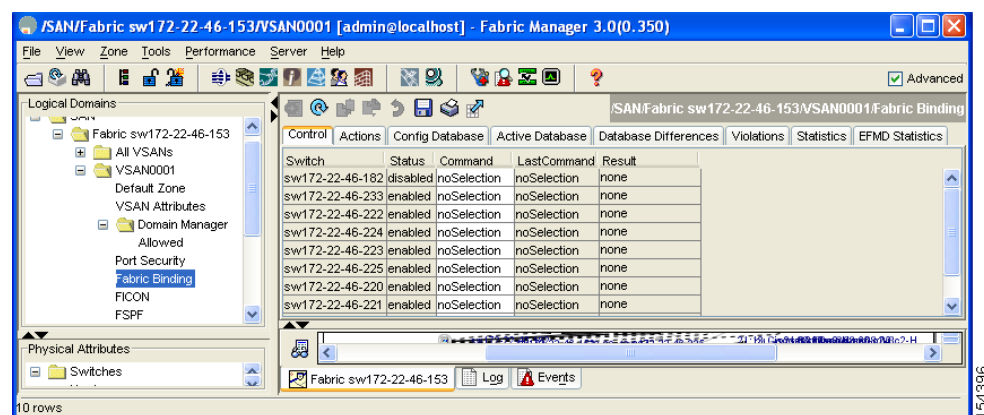 /SAN/Fabric sw172-22-46-153/VSAN0001 [admin@localhost] - Fabric Manager 3.0(0.350)
File View Zone Tools Performance Server Help
Advanced
Logical Domains
/SAN/Fabric sw172-22-46-153/VSAN0001/Fabric Binding
SAN
Fabric sw172-22-46-153
All VSANs
VSAN0001
Default Zone
VSAN Attributes
Domain Manager
Allowed
Port Security
Fabric Binding
FICON
FSPF
Control Actions Config Database Active Database Database Differences Violations Statistics EFMD Statistics
Switch Status Command LastCommand Result
sw172-22-46-182 disabled noSelection noSelection none
sw172-22-46-233 enabled noSelection noSelection none
sw172-22-46-222 enabled noSelection noSelection none
sw172-22-46-224 enabled noSelection noSelection none
sw172-22-46-223 enabled noSelection noSelection none
sw172-22-46-225 enabled noSelection noSelection none
sw172-22-46-220 enabled noSelection noSelection none
sw172-22-46-221 enabled noSelection noSelection none
Physical Attributes
Switches
Fabric sw172-22-46-153 Log Events
10 rows
154396